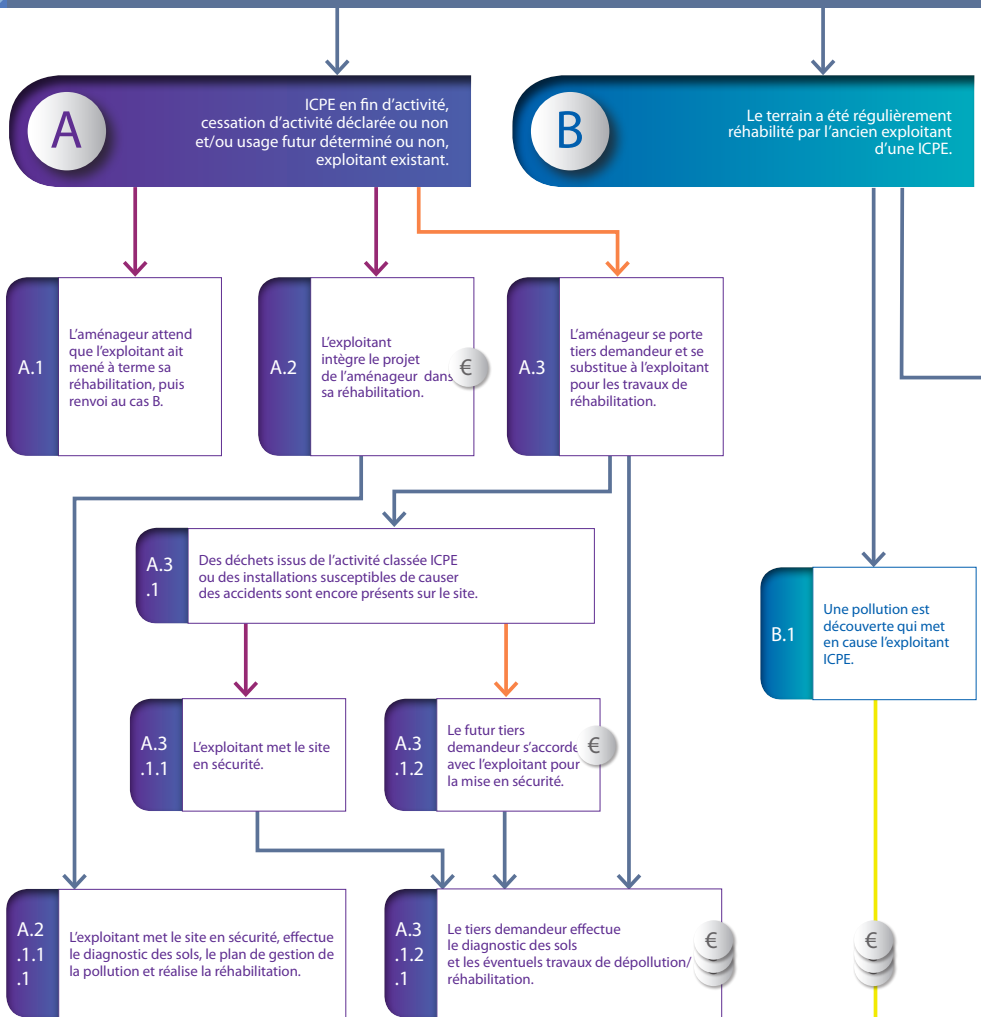 A
ICPE en fin d’activité,
cessation d’activité déclarée ou non
et/ou usage futur déterminé ou non,
exploitant existant.
B
Le terrain a été régulièrement
réhabilité par l’ancien exploitant
d’une ICPE.
A.1
L’aménageur attend
que l’exploitant ait
mené à terme sa
réhabilitation, puis
renvoi au cas B.
A.2
L’exploitant
intègre le projet
de l’aménageur dans
sa réhabilitation.
€
A.3
L’aménageur se porte
tiers demandeur et se
substitue à l’exploitant
pour les travaux de
réhabilitation.
A.3
.1
Des déchets issus de l’activité classée ICPE
ou des installations susceptibles de causer
des accidents sont encore présents sur le site.
B.1
Une pollution est
découverte qui met
en cause l’exploitant
ICPE.
A.3
.1.1
L’exploitant met le site
en sécurité.
A.3
.1.2
Le futur tiers
demandeur s’accorde
avec l’exploitant pour
la mise en sécurité.
€
A.2
.1.1
.1
L’exploitant met le site en sécurité, effectue
le diagnostic des sols, le plan de gestion de
la pollution et réalise la réhabilitation.
A.3
.1.2
.1
Le tiers demandeur effectue
le diagnostic des sols
et les éventuels travaux de dépollution/
réhabilitation.
€
€